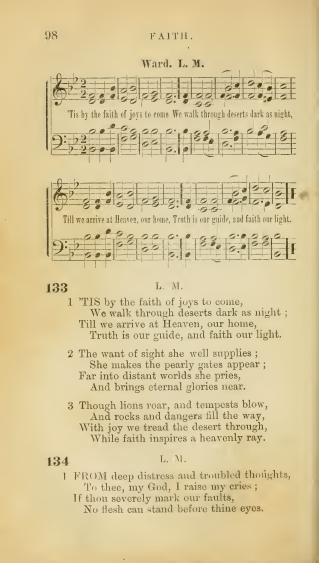 98 FAITH.
Ward. L. M.
'Tis by the faith of joys to come We walk through deserts dark as night,
Till we arrive at Heaven, our home, Truth is our guide, and faith our light.
133 L. M.
1 'TIS by the faith of joys to come,
We walk through deserts dark as night ;
Till we arrive at Heaven, our home,
Truth is our guide, and faith our light.
2 The want of sight she well supplies ;
She makes the pearly gates appear ;
Far into distant worlds she pries,
And brings eternal glories near.
3 Though lions roar, and tempests blow,
And rocks and dangers fill the way,
With joy we tread the desert through,
While faith inspires a heavenly ray.
134 L. M.
1 FROM deep distress and troubled thoughts,
To thee, my God, I raise my cries ;
If thou severely mark our faults,
No flesh can stand before thine eyes.